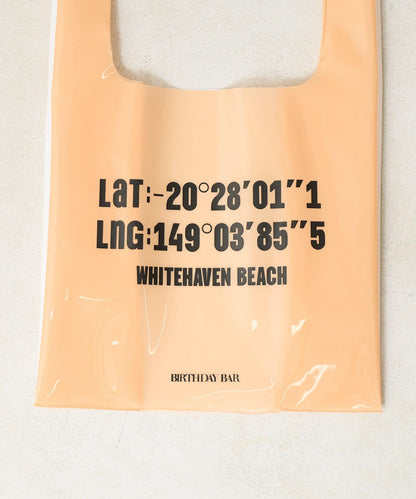 LaT:-20°28'01"1
LnG:149°03'85"5
WHITEHAVEN BEACH
BIRTHDAY BAR